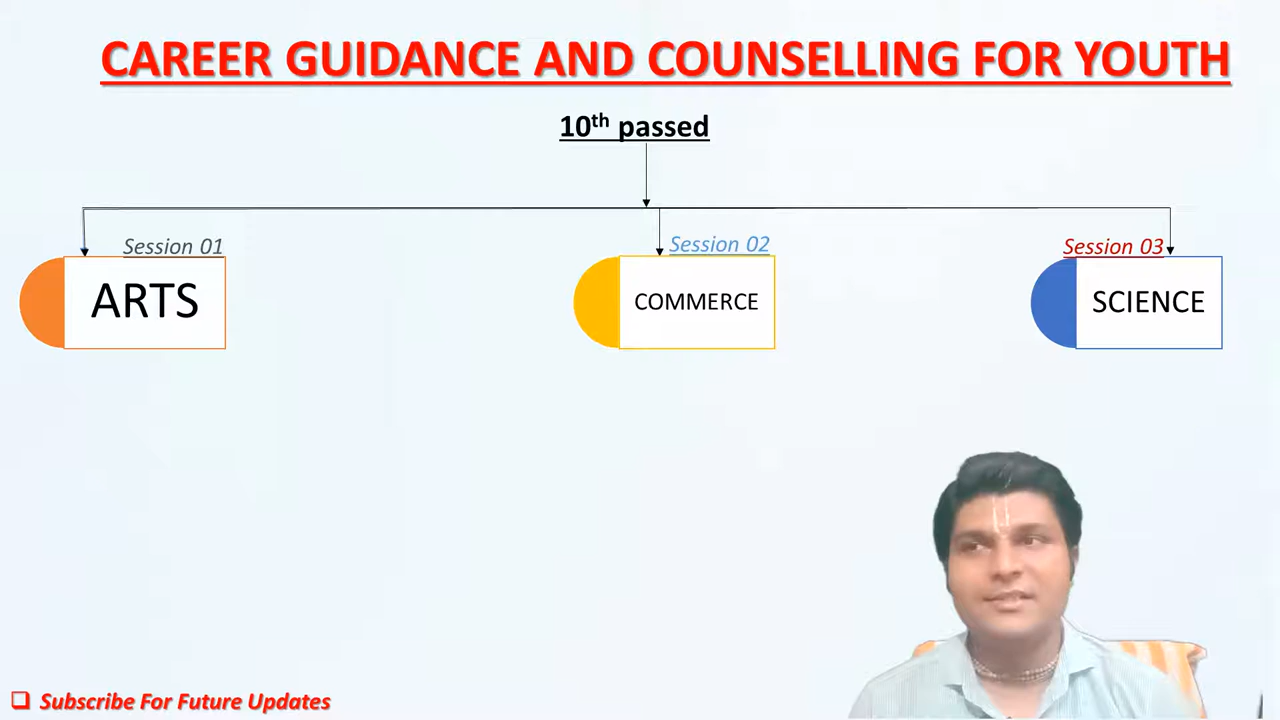 CAREER GUIDANCE AND COUNSELLING FOR YOUTH
10th passed
Session 01
Session 02
Session 03
ARTS
COMMERCE
SCIENCE
Subscribe For Future Updates